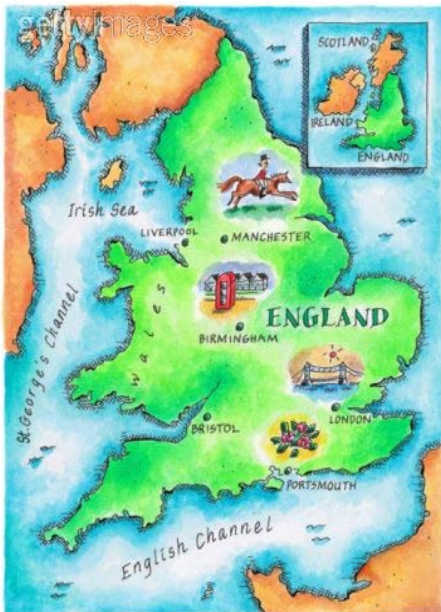 gettyimages
SCOTLAND
IRELAND
ENGLAND
Irish Sea
LIVERPOOL
MANCHESTER
St. George's Channel
Wales
ENGLAND
BIRMINGHAM
BRISTOL
LONDON
PORTSMOUTH
English Channel